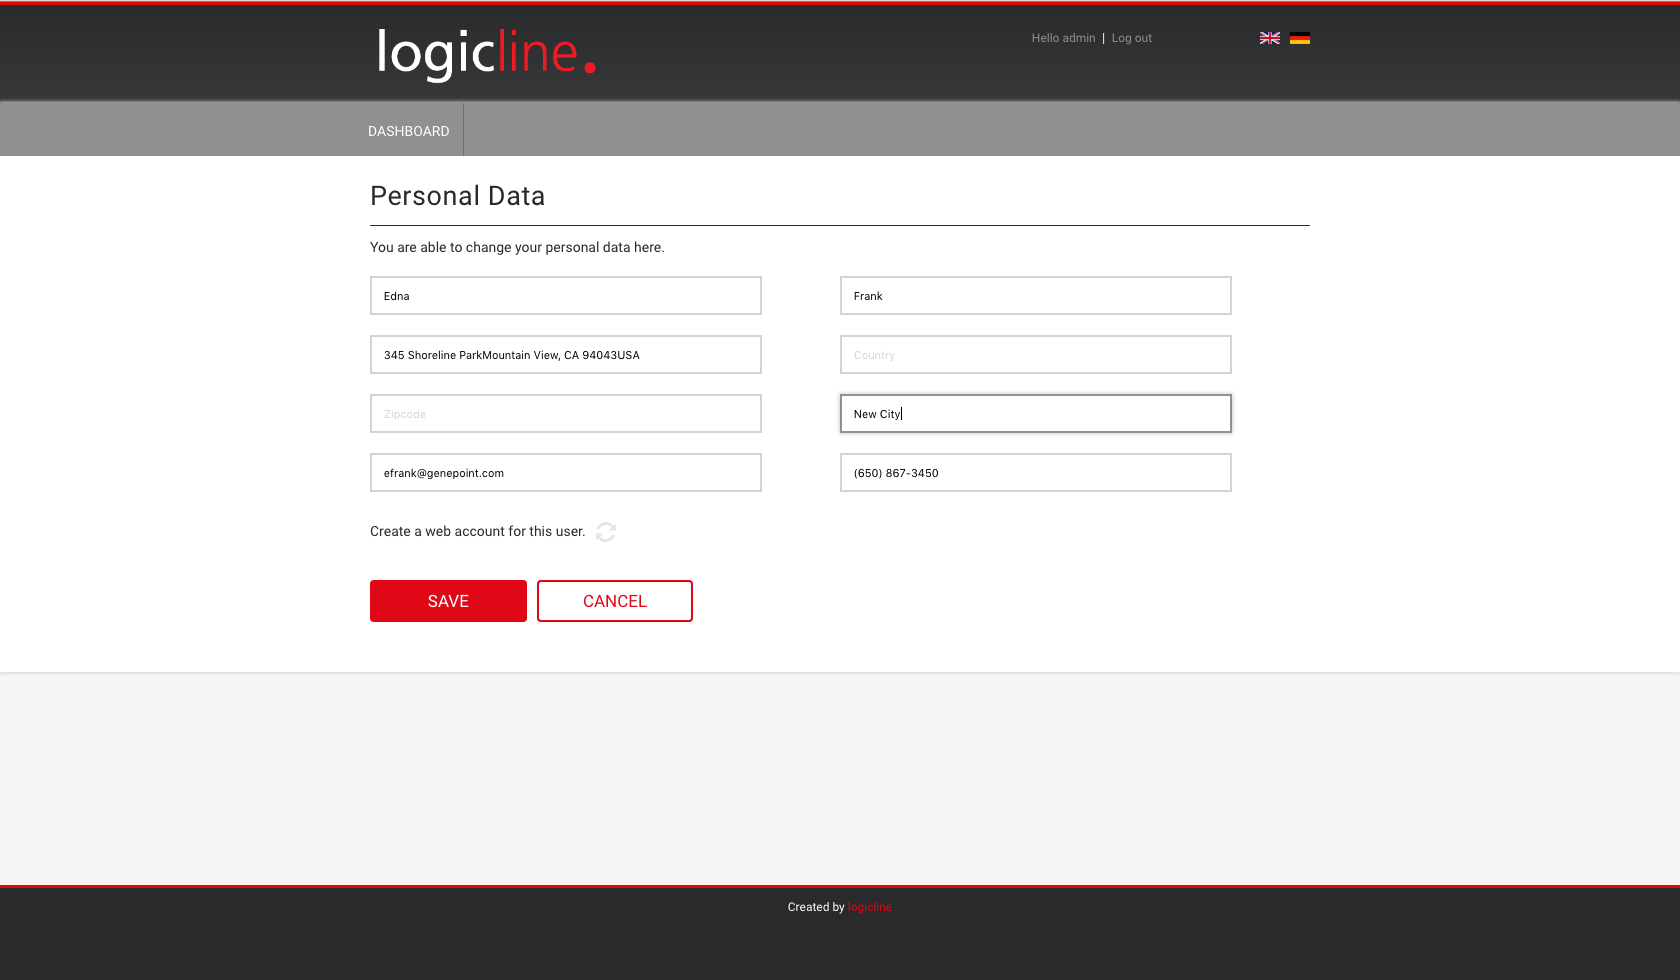 logicline.
Hello admin | Log out
DASHBOARD
Personal Data
You are able to change your personal data here.
Edna
Frank
345 Shoreline ParkMountain View, CA 94043USA
Country
Zipcode
New City
efrank@genepoint.com
(650) 867-3450
Create a web account for this user.
SAVE
CANCEL
Created by logicline